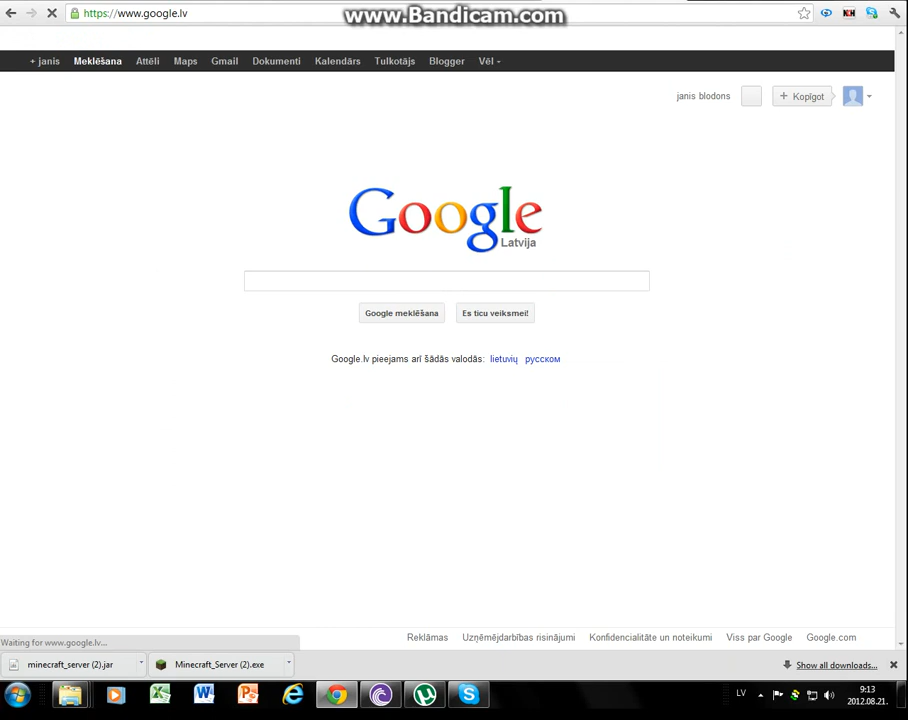 https://www.google.lv
www.Bandicam.com
+ janis Meklēšana Attēli Maps Gmail Dokumenti Kalendārs Tulkotājs Blogger Vēl
janis blodons + Kopīgot
Google
Latvija
Google meklēšana Es ticu veiksmei!
Google.lv pieejams arī šādās valodās: lietuvių русском
Reklāmas Uzņēmējdarbības risinājumi Konfidencialitāte un noteikumi Viss par Google Google.com
Waiting for www.google.lv...
minecraft_server (2).jar Minecraft_Server (2).exe Show all downloads...
LV 9:13
2012.08.21.